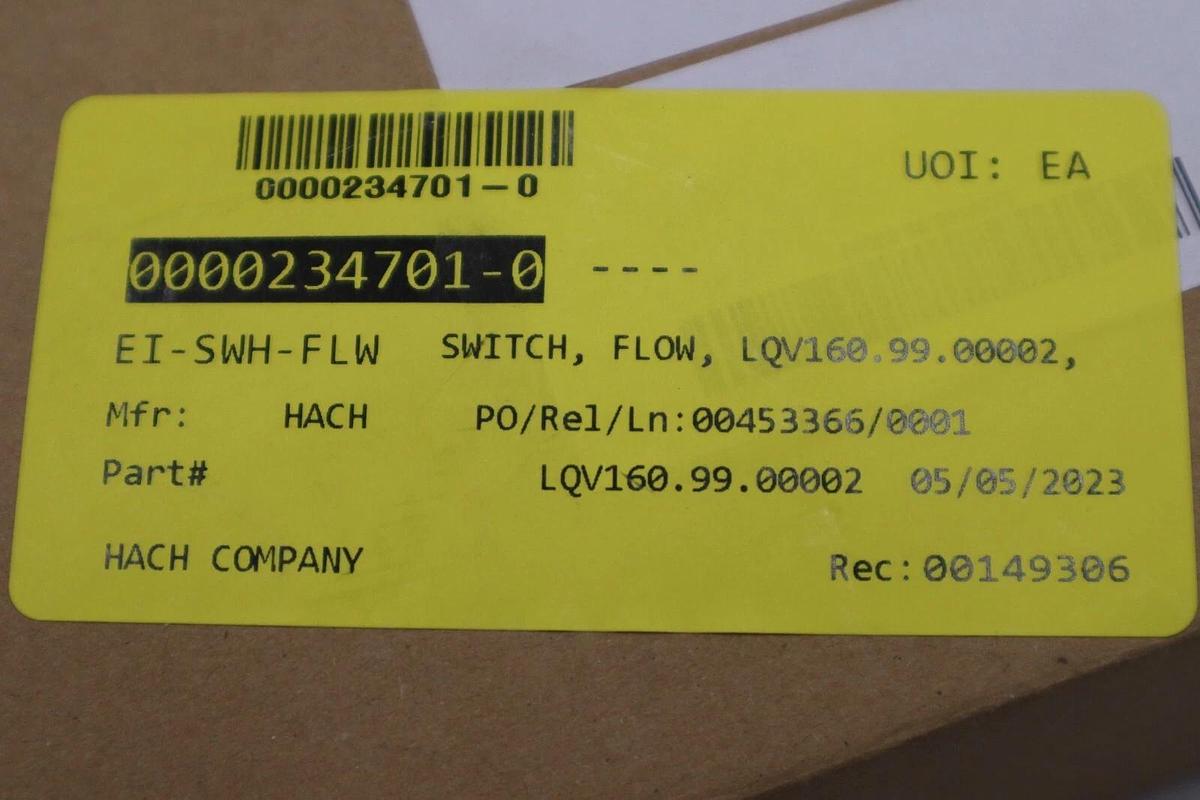 0000234701-0
UOI: EA
0000234701-0 ----
EI-SWH-FLW SWITCH, FLOW, LQV160.99.00002,
Mfr: HACH PO/Rel/Ln:00453366/0001
Part# LQV160.99.00002 05/05/2023
HACH COMPANY Rec:00149306